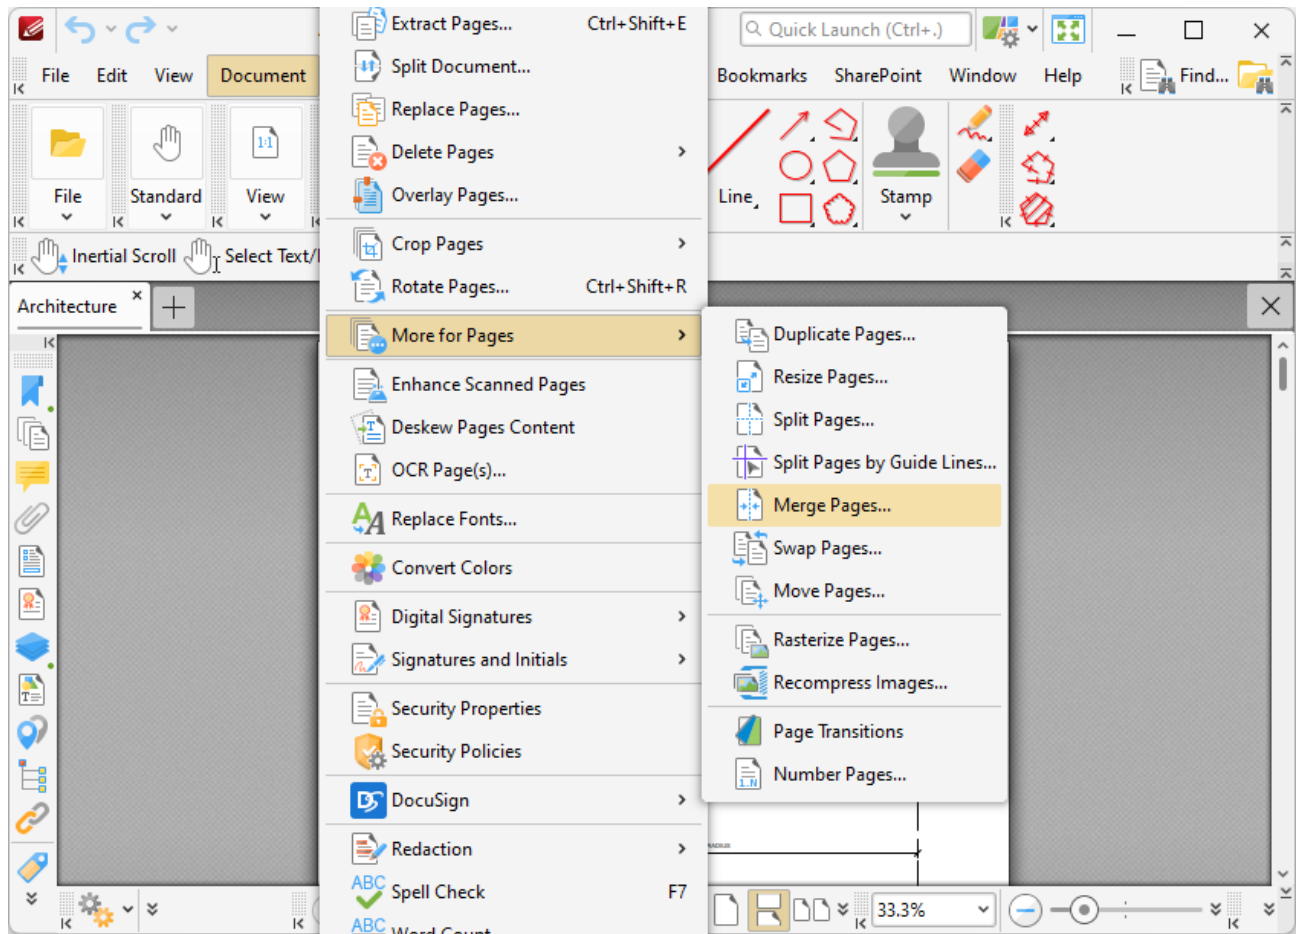 Extract Pages... Ctrl+Shift+E
Quick Launch (Ctrl+.)
File Edit View Document
Split Document...
Bookmarks SharePoint Window Help Find...
Replace Pages...
Delete Pages
Overlay Pages...
1:1
File Standard View
Line Stamp
Crop Pages
Inertial Scroll Select Text/
Rotate Pages... Ctrl+Shift+R
Architecture
More for Pages
Enhance Scanned Pages
Deskew Pages Content
OCR Page(s)...
Replace Fonts...
Convert Colors
Digital Signatures
Signatures and Initials
Security Properties
Security Policies
DocuSign
Redaction
Spell Check F7
Word Count
Duplicate Pages...
Resize Pages...
Split Pages...
Split Pages by Guide Lines...
Merge Pages...
Swap Pages...
Move Pages...
Rasterize Pages...
Recompress Images...
Page Transitions
Number Pages...
RADIUS
33.3%